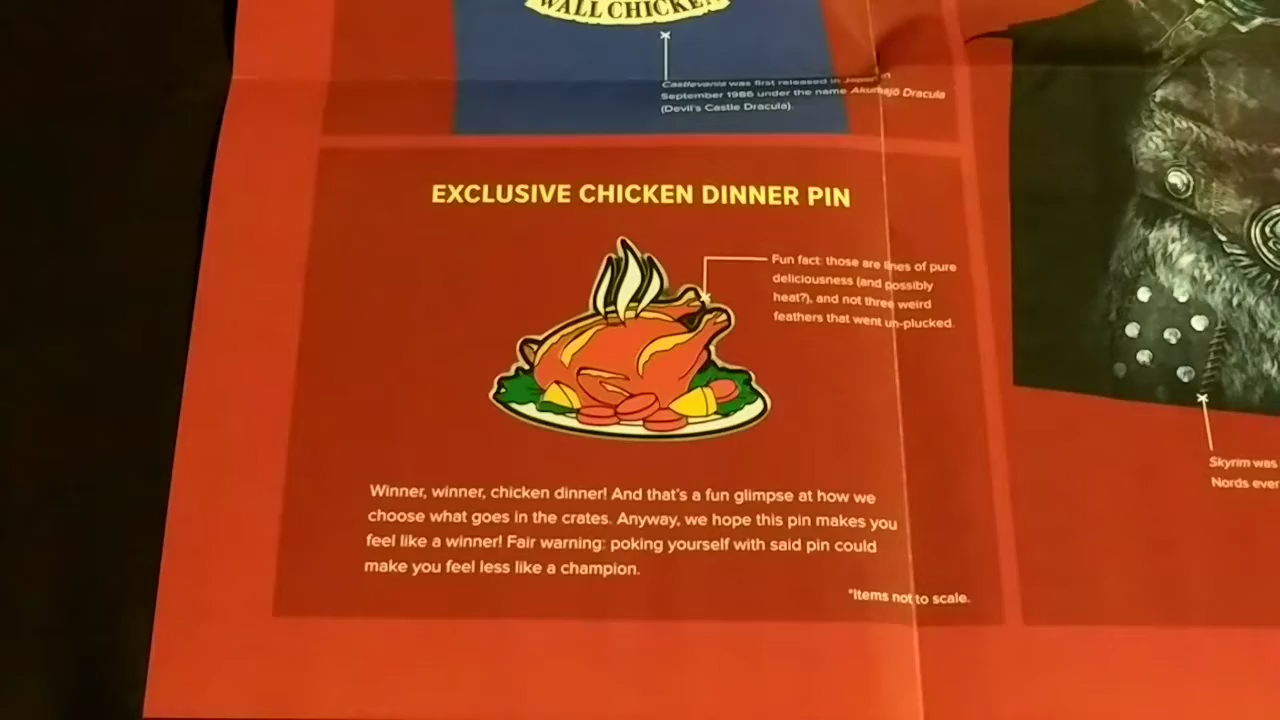 WALL CHICKEN
Castlevania was first released in Japan in
September 1986 under the name Akumajō Dracula
(Devil's Castle Dracula).
EXCLUSIVE CHICKEN DINNER PIN
Fun fact: those are lines of pure
deliciousness (and possibly
heat?), and not three weird
feathers that went un-plucked.
Winner, winner, chicken dinner! And that's a fun glimpse at how we
choose what goes in the crates. Anyway, we hope this pin makes you
feel like a winner! Fair warning: poking yourself with said pin could
make you feel less like a champion.
*Items not to scale.
Skyrim was
Nords ever